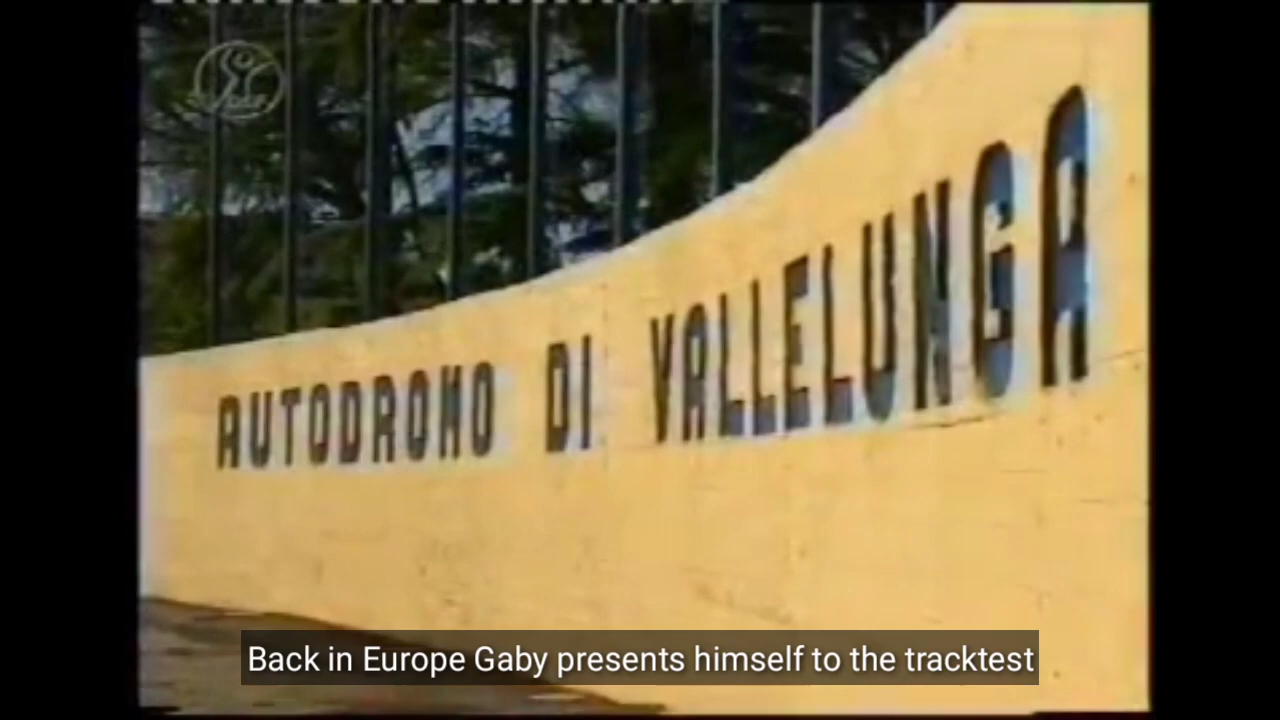 AUTODROMO DI VALLELUNGA
Back in Europe Gaby presents himself to the tracktest